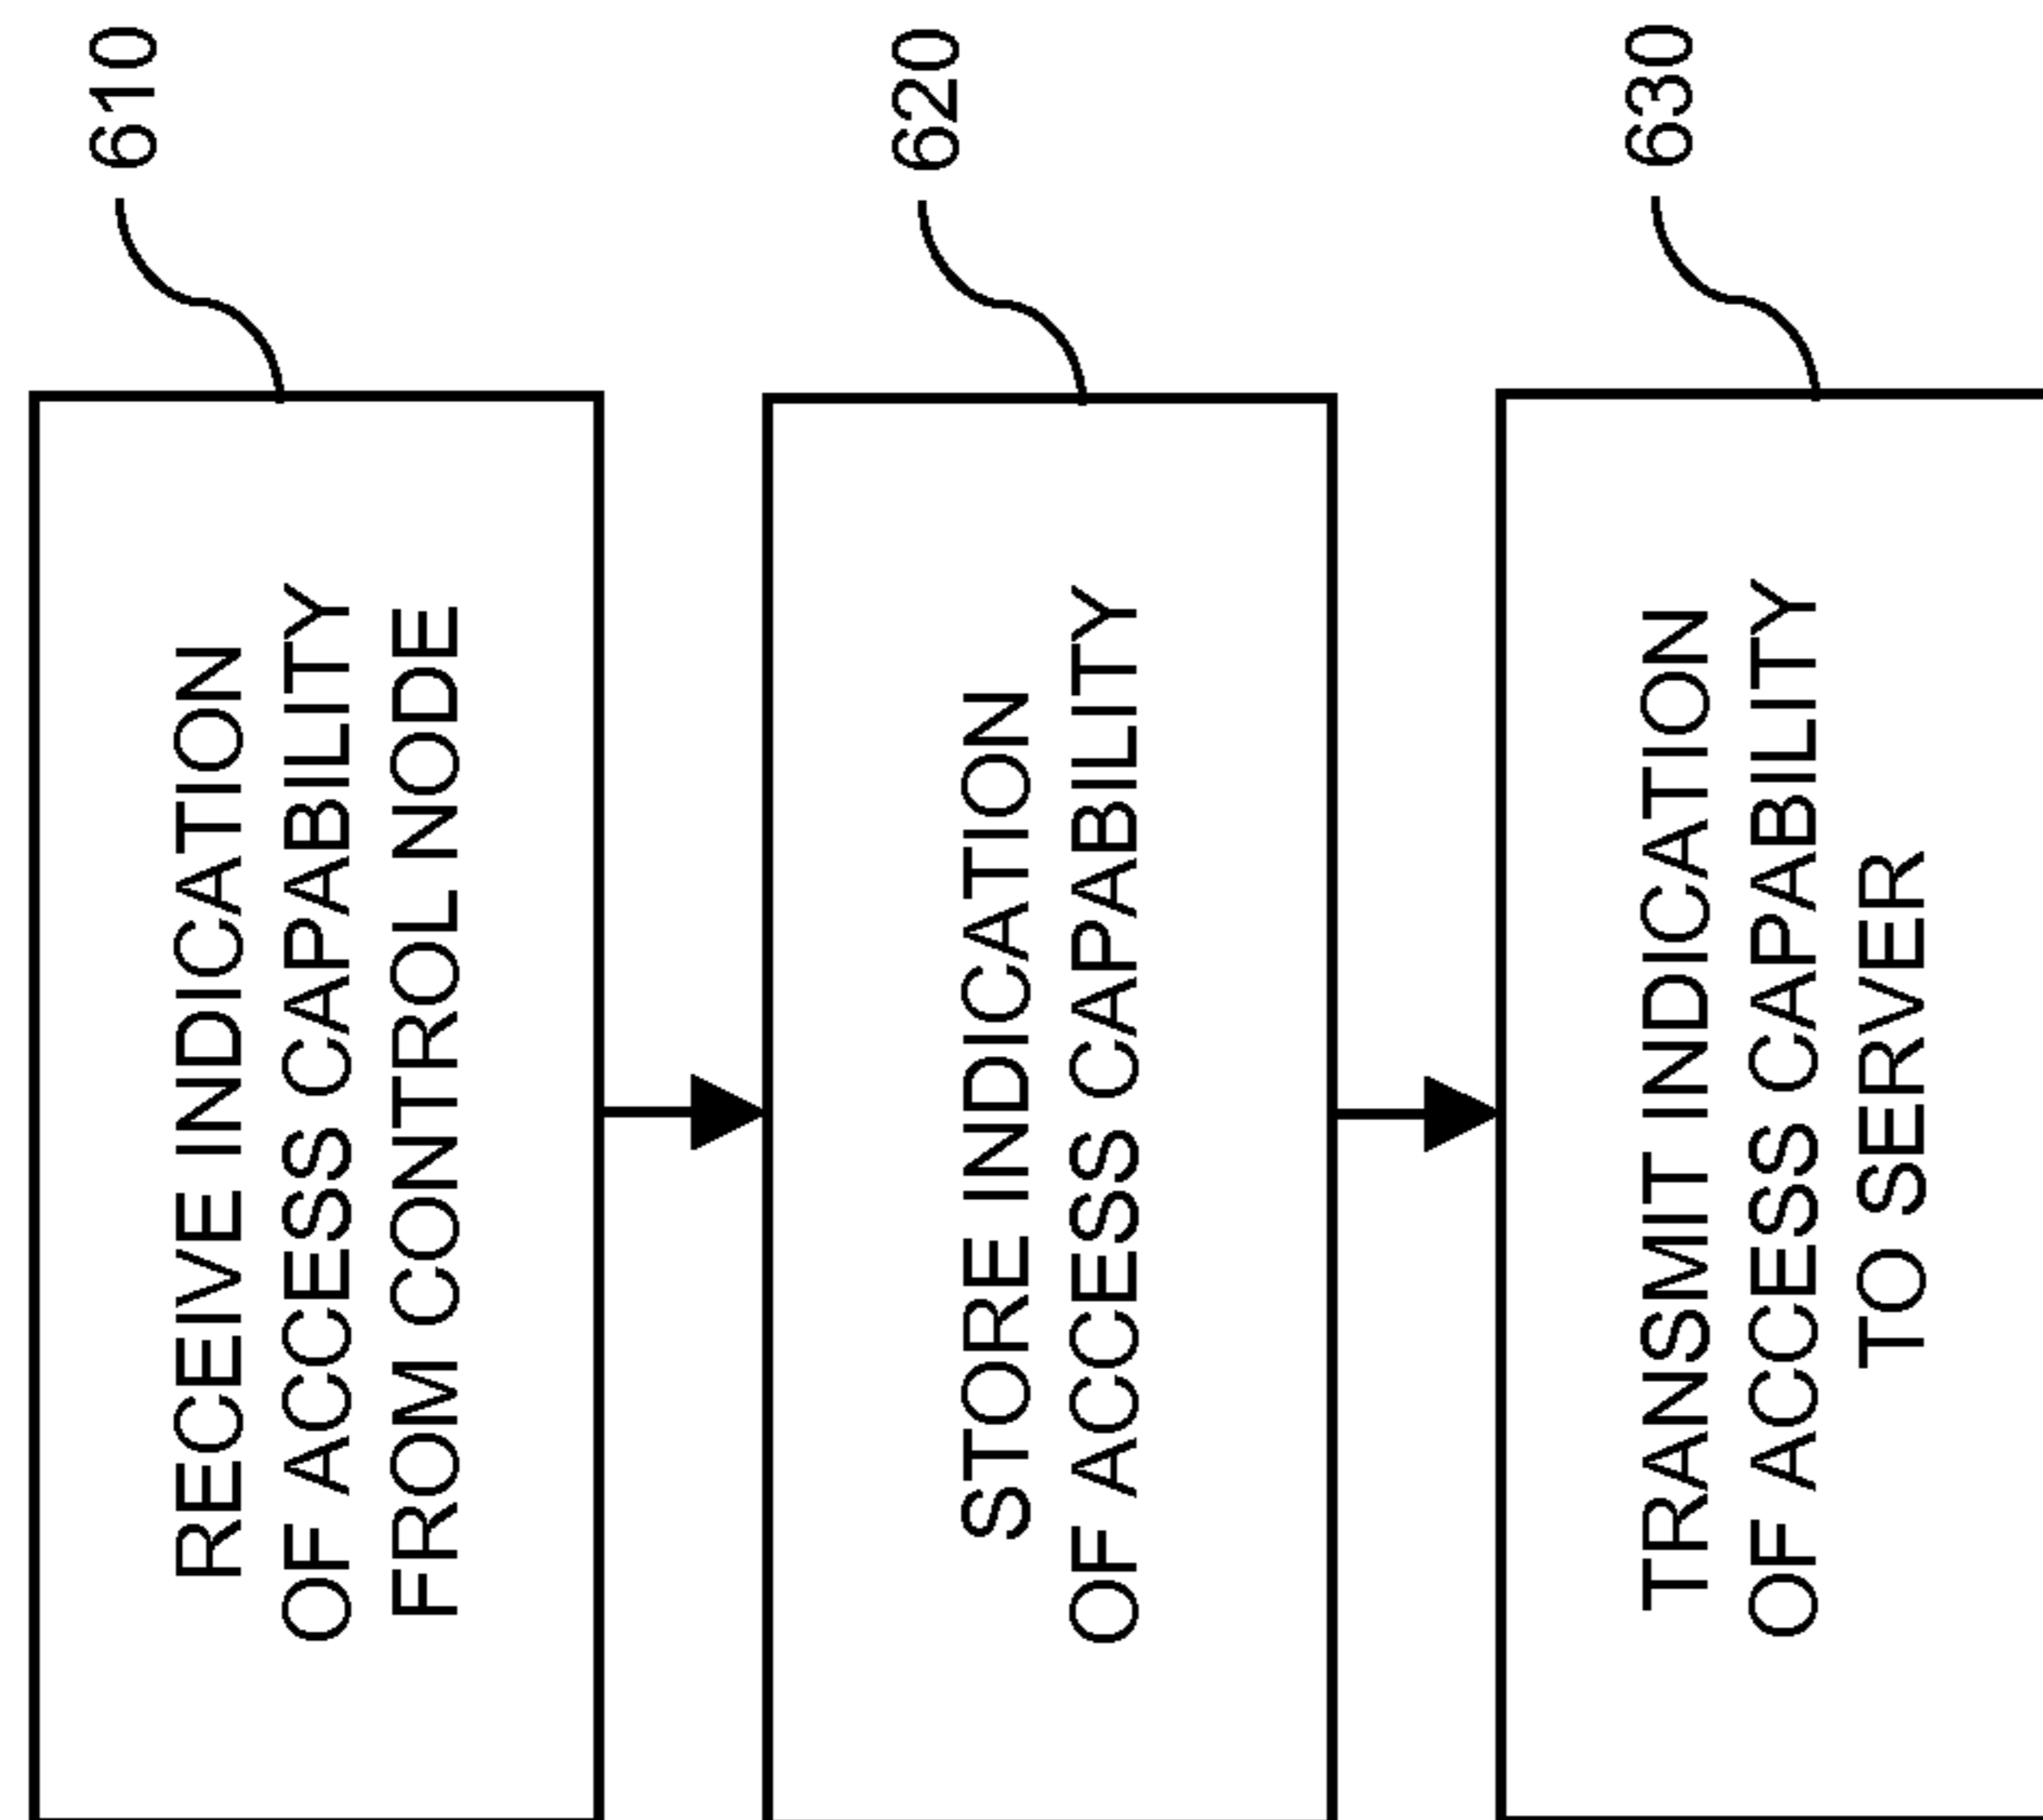 610
RECEIVE INDICATION
OF ACCESS CAPABILITY
FROM CONTROL NODE
620
STORE INDICATION
OF ACCESS CAPABILITY
630
TRANSMIT INDICATION
OF ACCESS CAPABILITY
TO SERVER